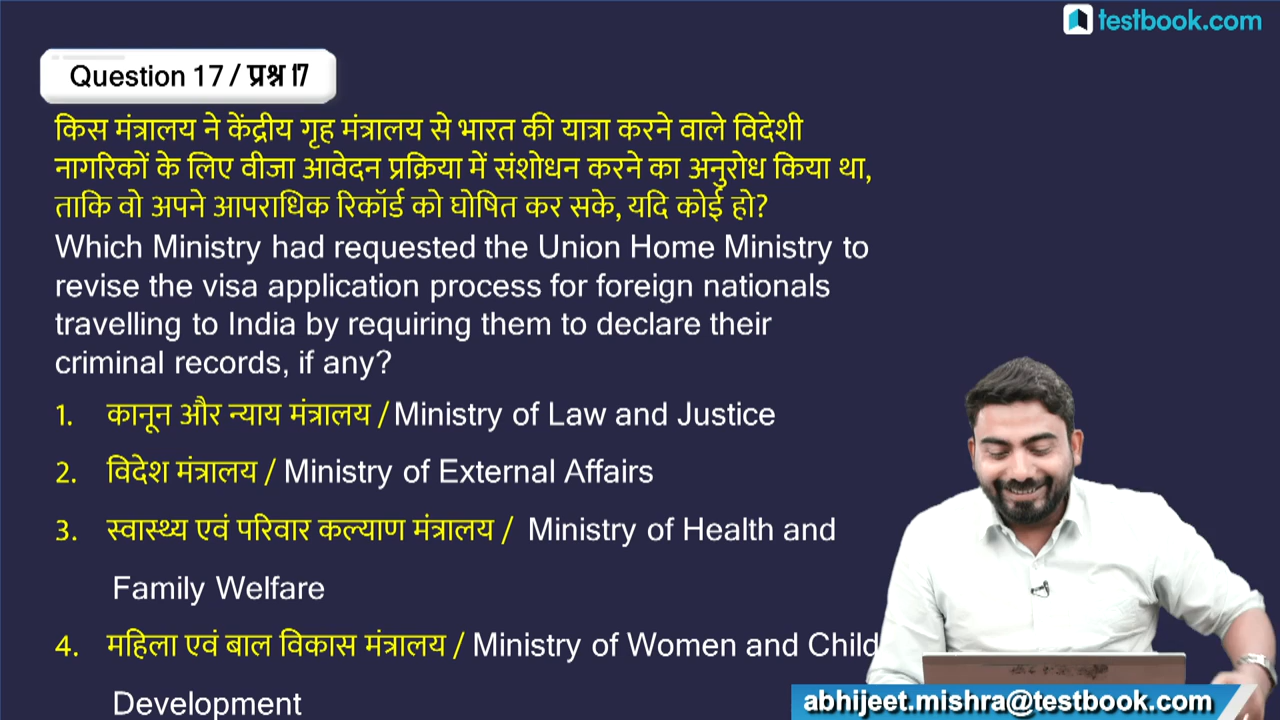 testbook.com
Question 17 / प्रश्न 17
किस मंत्रालय ने केंद्रीय गृह मंत्रालय से भारत की यात्रा करने वाले विदेशी
नागरिकों के लिए वीजा आवेदन प्रक्रिया में संशोधन करने का अनुरोध किया था,
ताकि वो अपने आपराधिक रिकॉर्ड को घोषित कर सके, यदि कोई हो?
Which Ministry had requested the Union Home Ministry to
revise the visa application process for foreign nationals
travelling to India by requiring them to declare their
criminal records, if any?
1. कानून और न्याय मंत्रालय / Ministry of Law and Justice
2. विदेश मंत्रालय / Ministry of External Affairs
3. स्वास्थ्य एवं परिवार कल्याण मंत्रालय / Ministry of Health and
Family Welfare
4. महिला एवं बाल विकास मंत्रालय / Ministry of Women and Child
Development
abhijeet.mishra@testbook.com